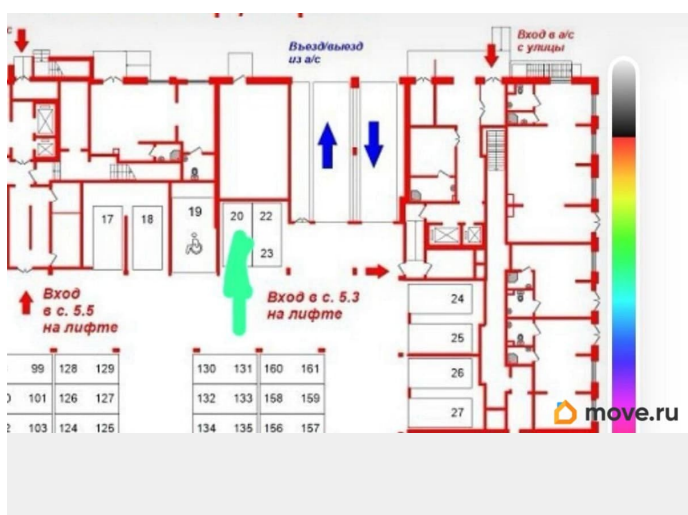 с
Въезд/выезд
из а/с
Вход в а/с
с улицы
17
18
19
20
22
23
Вход
в с. 5.5
на лифте
Вход в с. 5.3
на лифте
24
25
26
27
99 128 129
130 131 160 161
101 126 127
132 133 158 159
103 124 125
134 135 156 157
move.ru